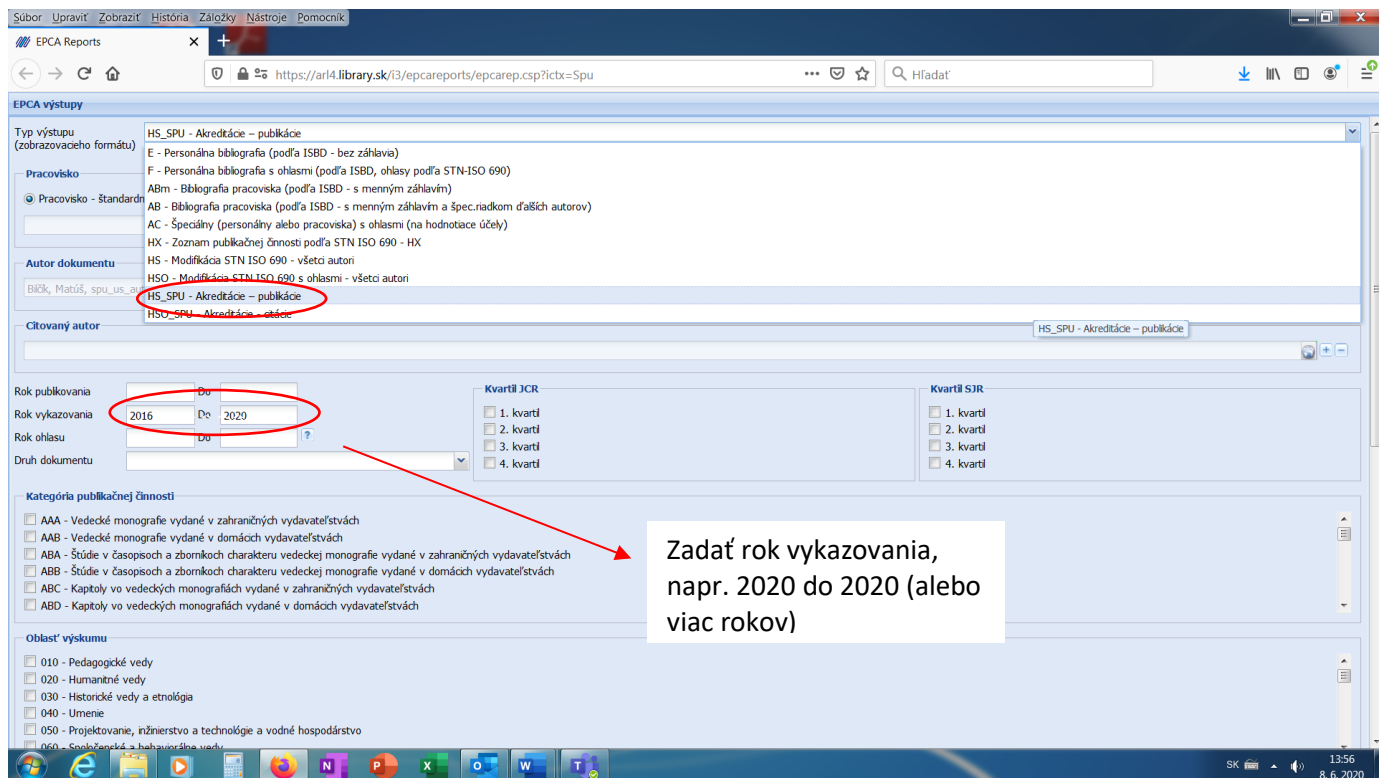 Súbor Upraviť Zobraziť História Záložky Nástroje Pomocník
EPCA Reports
https://arl4.library.sk/i3/epcareports/epcarep.csp?ictx=Spu
Hľadať
EPCA výstupy
Typ výstupu
(zobrazovacieho formátu)
HS_SPU - Akreditácie – publikácie
E - Personálna bibliografia (podľa ISBD - bez záhlavia)
F - Personálna bibliografia s ohlasmi (podľa ISBD, ohlasy podľa STN-ISO 690)
ABm - Bibliografia pracoviska (podľa ISBD - s menným záhlavím)
AB - Bibliografia pracoviska (podľa ISBD - s menným záhlavím a špec.riadkom ďalších autorov)
AC - Špeciálny (personálny alebo pracoviska) s ohlasmi (na hodnotiace účely)
HX - Zoznam publikačnej činnosti podľa STN ISO 690 - HX
HS - Modifikácia STN ISO 690 - všetci autori
HSO - Modifikácia STN ISO 690 s ohlasmi - všetci autori
HS_SPU - Akreditácie – publikácie
HSO_SPU - Akreditácie - citácie
HS_SPU - Akreditácie – publikácie
Pracovisko
Pracovisko - štandardn
Autor dokumentu
Bilčík, Matúš, spu_us_au
Citovaný autor
Rok publikovania Do
Rok vykazovania 2016 Do 2020
Rok ohlasu Do ?
Druh dokumentu
Kvartil JCR
1. kvartil
2. kvartil
3. kvartil
4. kvartil
Kvartil SJR
1. kvartil
2. kvartil
3. kvartil
4. kvartil
Kategória publikačnej činnosti
AAA - Vedecké monografie vydané v zahraničných vydavateľstvách
AAB - Vedecké monografie vydané v domácich vydavateľstvách
ABA - Štúdie v časopisoch a zborníkoch charakteru vedeckej monografie vydané v zahraničných vydavateľstvách
ABB - Štúdie v časopisoch a zborníkoch charakteru vedeckej monografie vydané v domácich vydavateľstvách
ABC - Kapitoly vo vedeckých monografiách vydané v zahraničných vydavateľstvách
ABD - Kapitoly vo vedeckých monografiách vydané v domácich vydavateľstvách
Zadať rok vykazovania,
napr. 2020 do 2020 (alebo
viac rokov)
Oblasť výskumu
010 - Pedagogické vedy
020 - Humanitné vedy
030 - Historické vedy a etnológia
040 - Umenie
050 - Projektovanie, inžinierstvo a technológie a vodné hospodárstvo
060 - Spoločenské a behaviorálne vedy
SK
13:56
8. 6. 2020